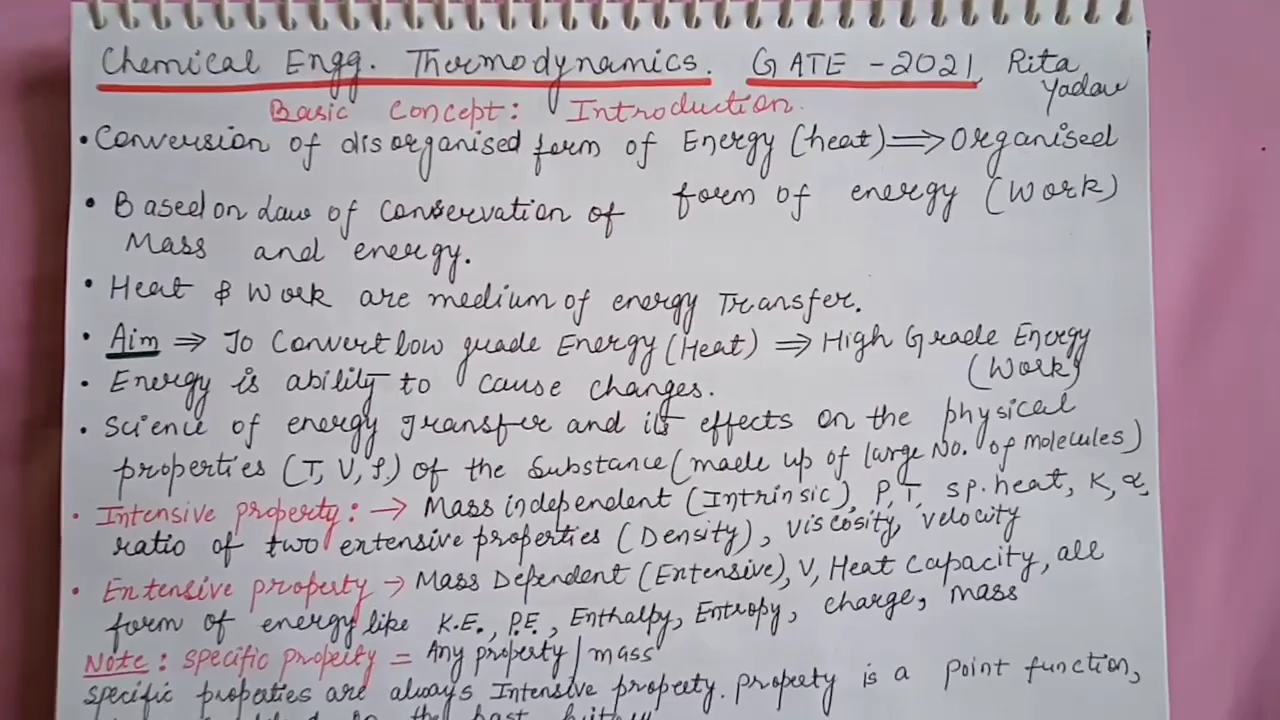 Chemical Engg. Thermodynamics. GATE - 2021 Rita Yadav
Basic Concept: Introduction.
• Conversion of disorganised form of Energy (heat) ⟹ Organised form of energy (Work)
• Based on Law of conservation of Mass and energy.
• Heat & Work are medium of energy Transfer.
• Aim ⇒ To Convert low grade Energy (Heat) ⇒ High Grade Energy (Work)
• Energy is ability to cause changes.
• Science of energy Transfer and its effects on the physical
properties (T, V, P.) Of the Substance (made up of large No. of molecules)
• Intensive property: → Mass independent (Intrinsic), P, T, sp. heat, K, α,
ratio of two extensive properties (Density), viscosity, velocity
• Extensive property → Mass Dependent (Extensive), V, Heat Capacity, all
form of energy like K.E., P.E., Enthalpy, Entropy, charge, mass
Note: Specific property = Any property / mass
specific properties are always Intensive property. property is a point function,
the past history